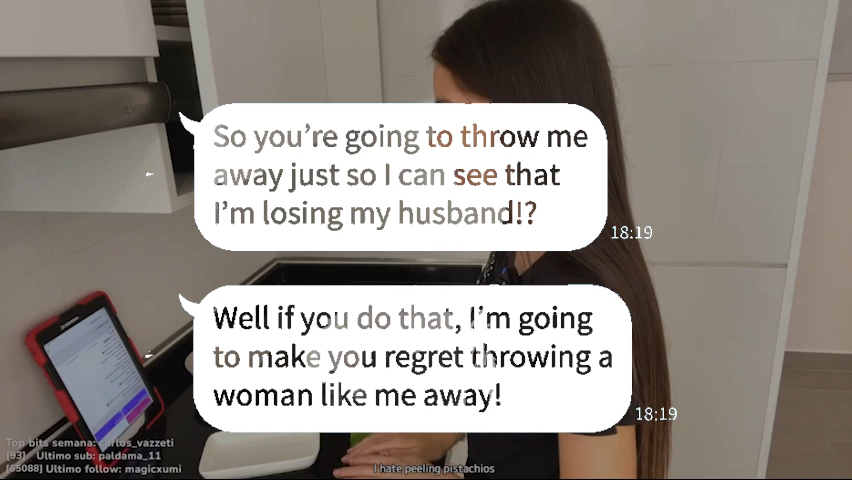 So you're going to throw me
away just so I can see that
I'm losing my husband!?
18:19
Well if you do that, I'm going
to make you regret throwing a
woman like me away!
18:19
Top bits semana: carlos_vazzeti
[93] Ultimo sub: paldama_11
[65088] Ultimo follow: magicxumi
I hate peeling pistachios